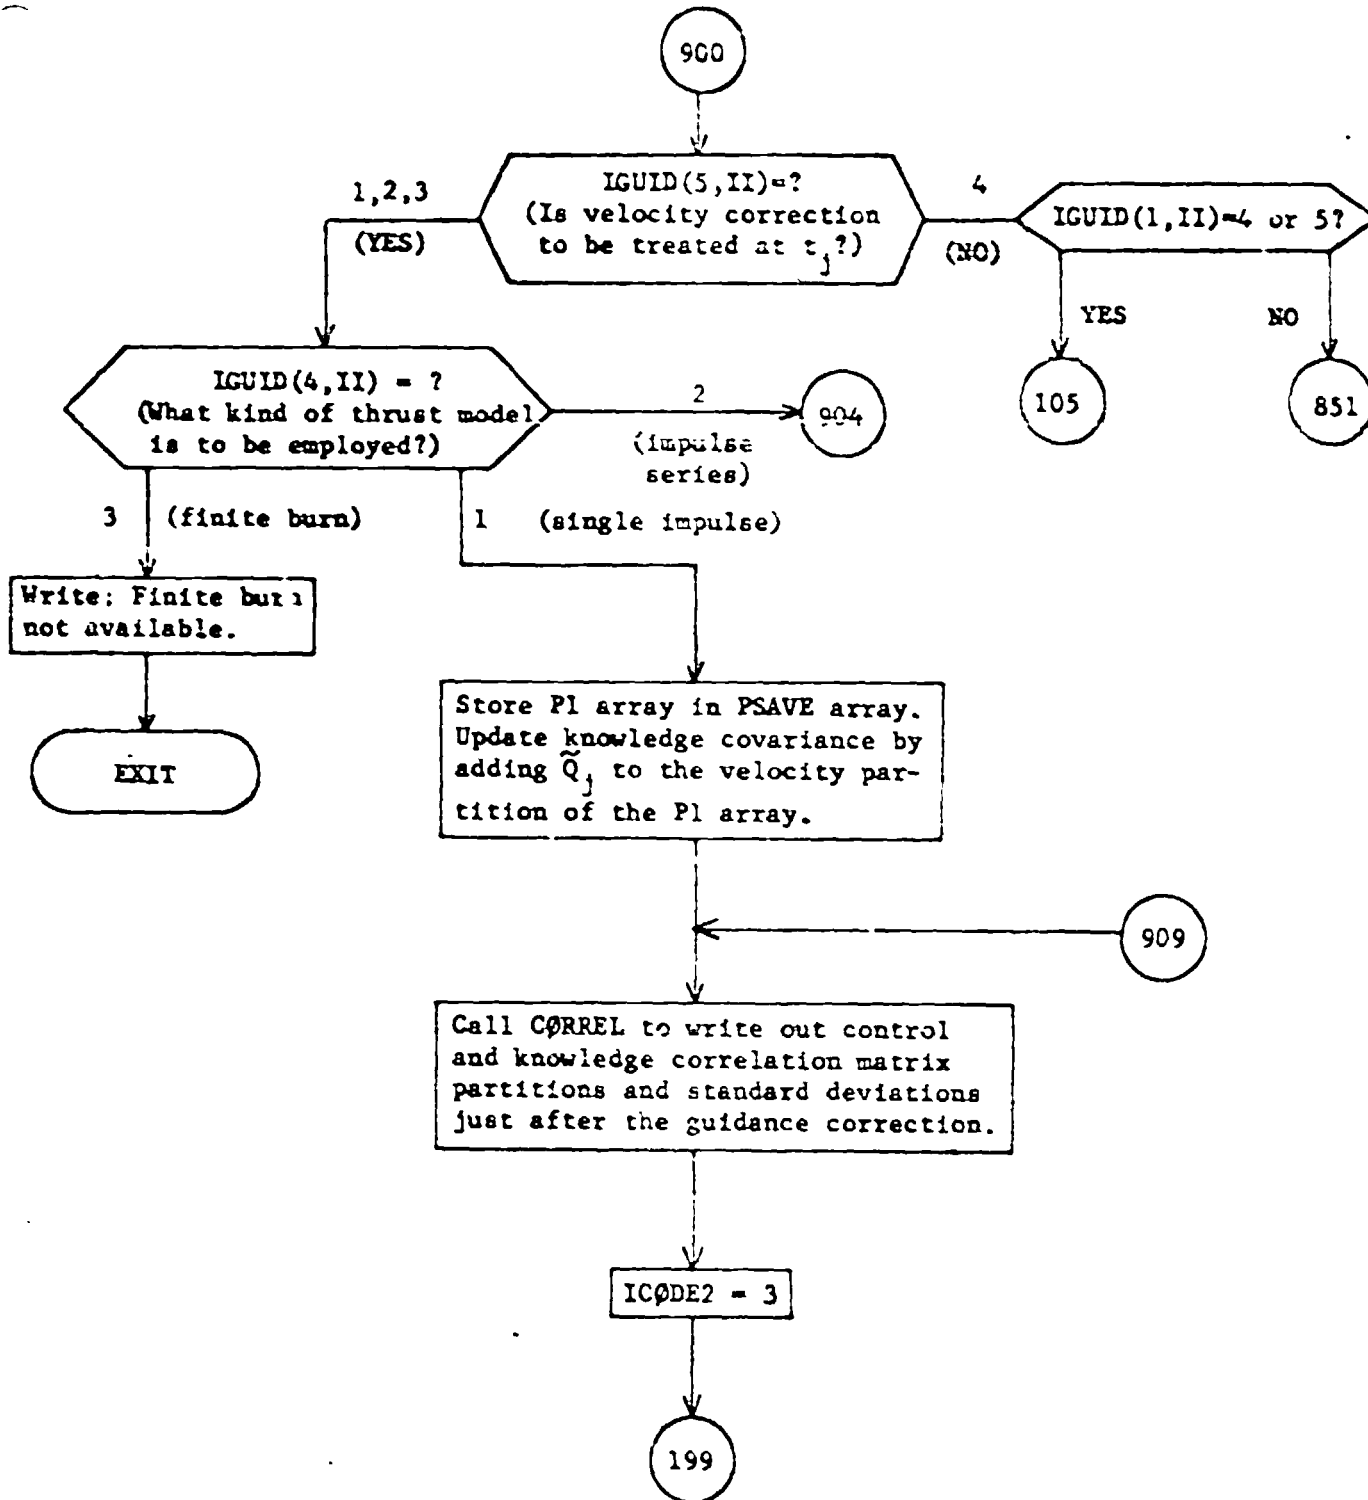 900
IGUID(5,II)=?
(Is velocity correction
to be treated at tj?)
1,2,3
(YES)
4
(NO)
IGUID(1,II)=4 or 5?
YES
NO
105
851
IGUID(4,II) = ?
(What kind of thrust model
is to be employed?)
2
(impulse
series)
904
3 (finite burn)
1 (single impulse)
Write: Finite burn
not available.
EXIT
Store P1 array in PSAVE array.
Update knowledge covariance by
adding Q̃j to the velocity par-
tition of the P1 array.
909
Call CØRREL to write out control
and knowledge correlation matrix
partitions and standard deviations
just after the guidance correction.
ICØDE2 = 3
199